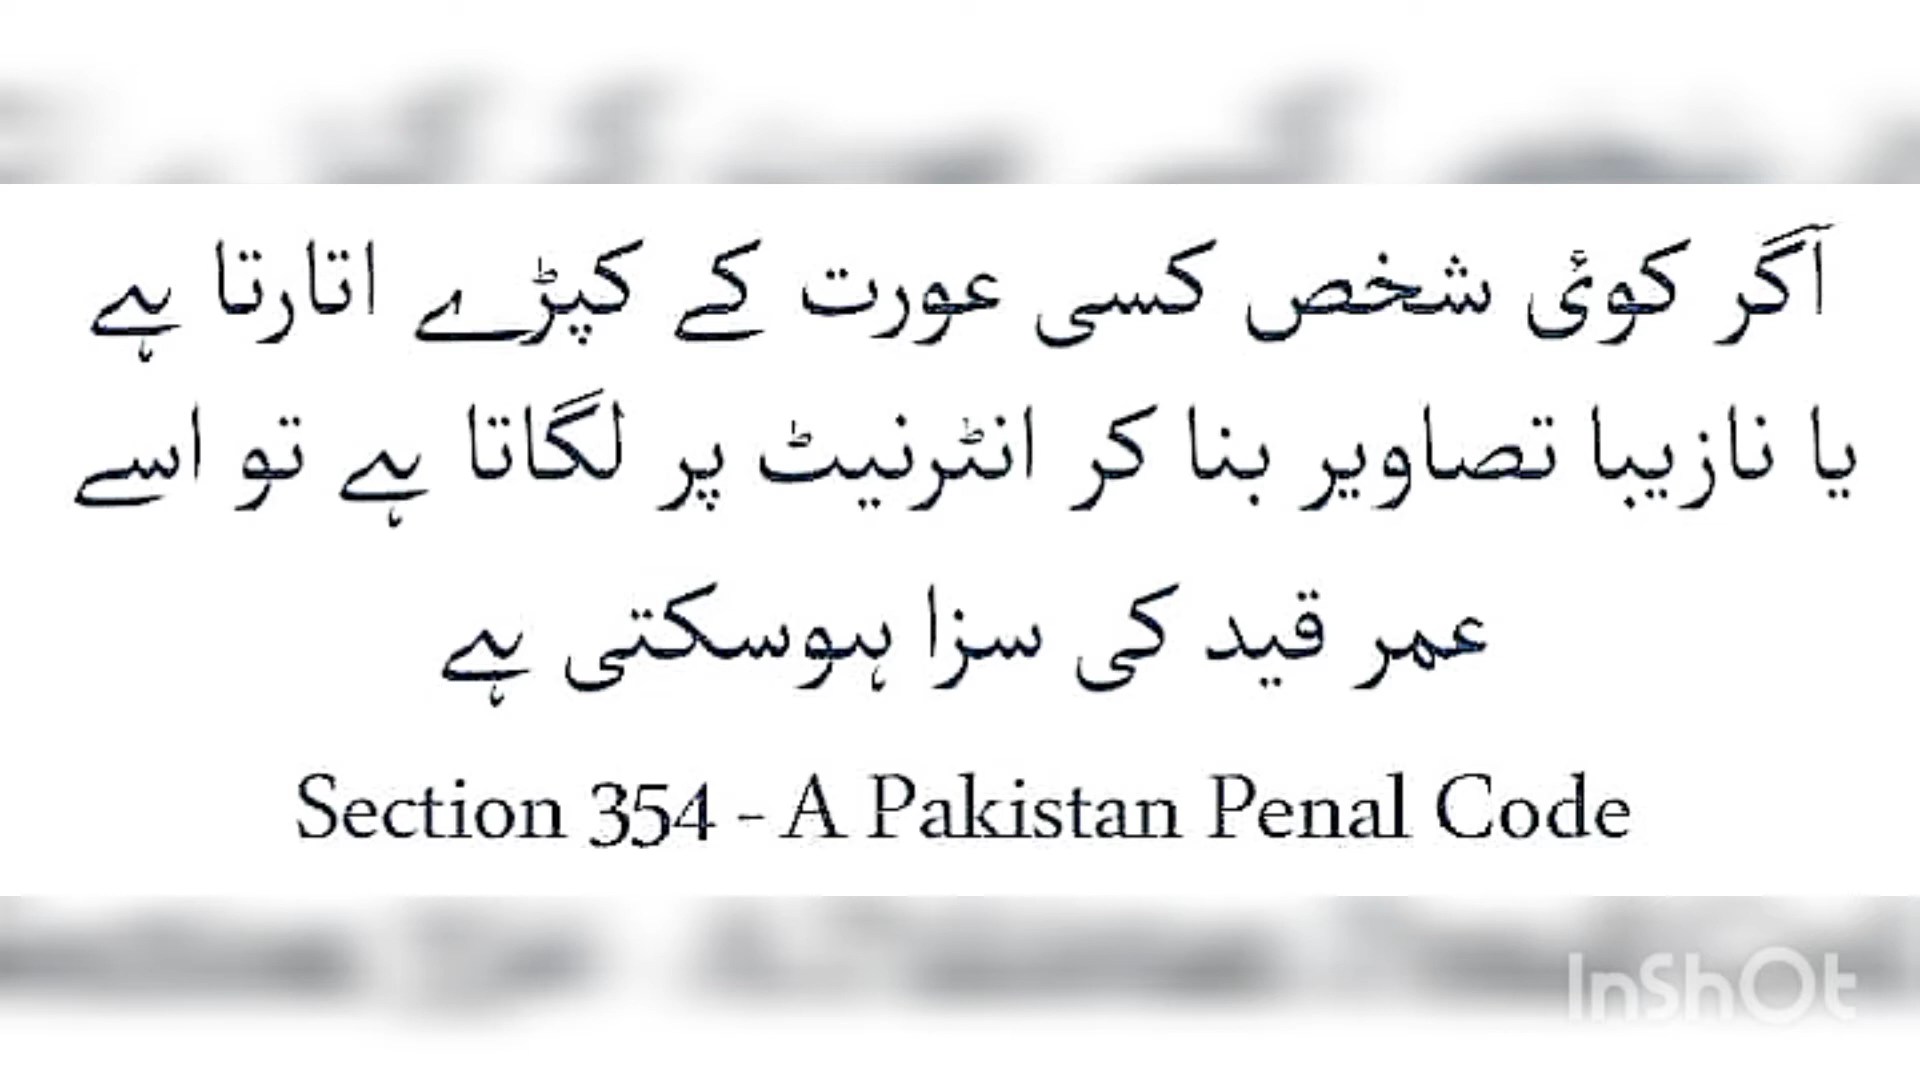 اگر کوئ شخص کسی عورت کے کپڑے اتارتا ہے
یا نازیبا تصاویر بنا کر انٹرنیٹ پر لگاتا ہے تو اسے
عمر قید کی سزا ہوسکتی ہے
Section 354 - A Pakistan Penal Code
InShOt